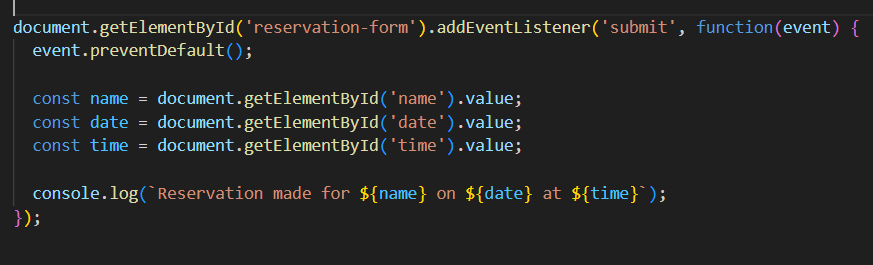 document.getElementById('reservation-form').addEventListener('submit', function(event) {
  event.preventDefault();

  const name = document.getElementById('name').value;
  const date = document.getElementById('date').value;
  const time = document.getElementById('time').value;

  console.log(`Reservation made for ${name} on ${date} at ${time}`);
});